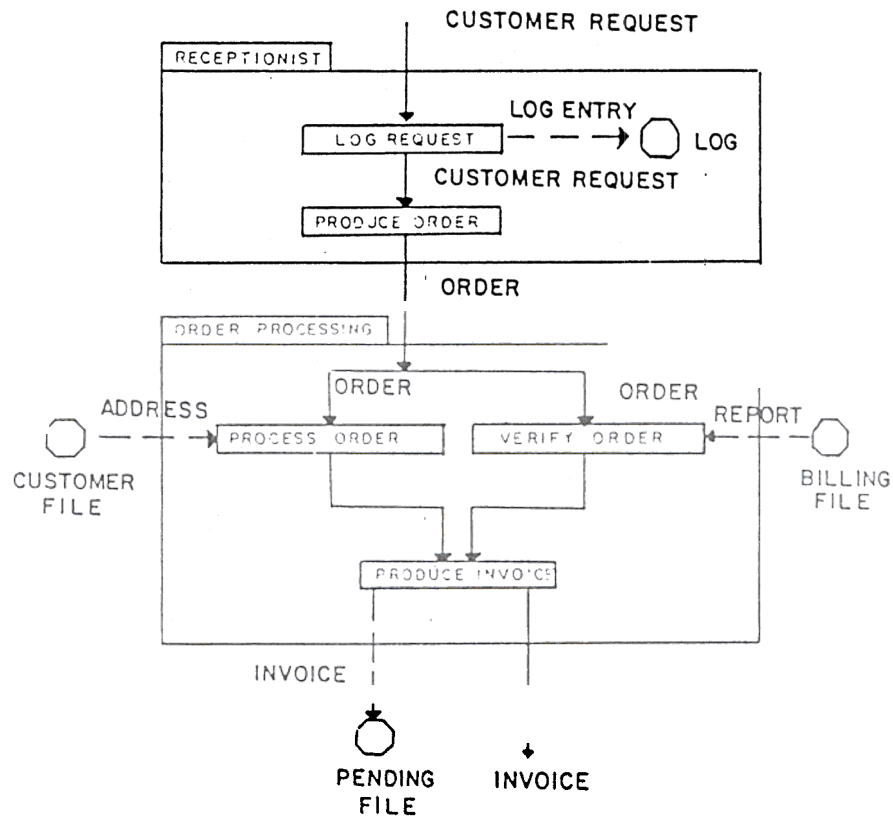 CUSTOMER REQUEST
RECEPTIONIST
LOG ENTRY
LOG REQUEST
LOG
CUSTOMER REQUEST
PRODUCE ORDER
ORDER
ORDER PROCESSING
ORDER
ORDER
ADDRESS
REPORT
PROCESS ORDER
VERIFY ORDER
CUSTOMER
FILE
BILLING
FILE
PRODUCE INVOICE
INVOICE
PENDING
FILE
INVOICE